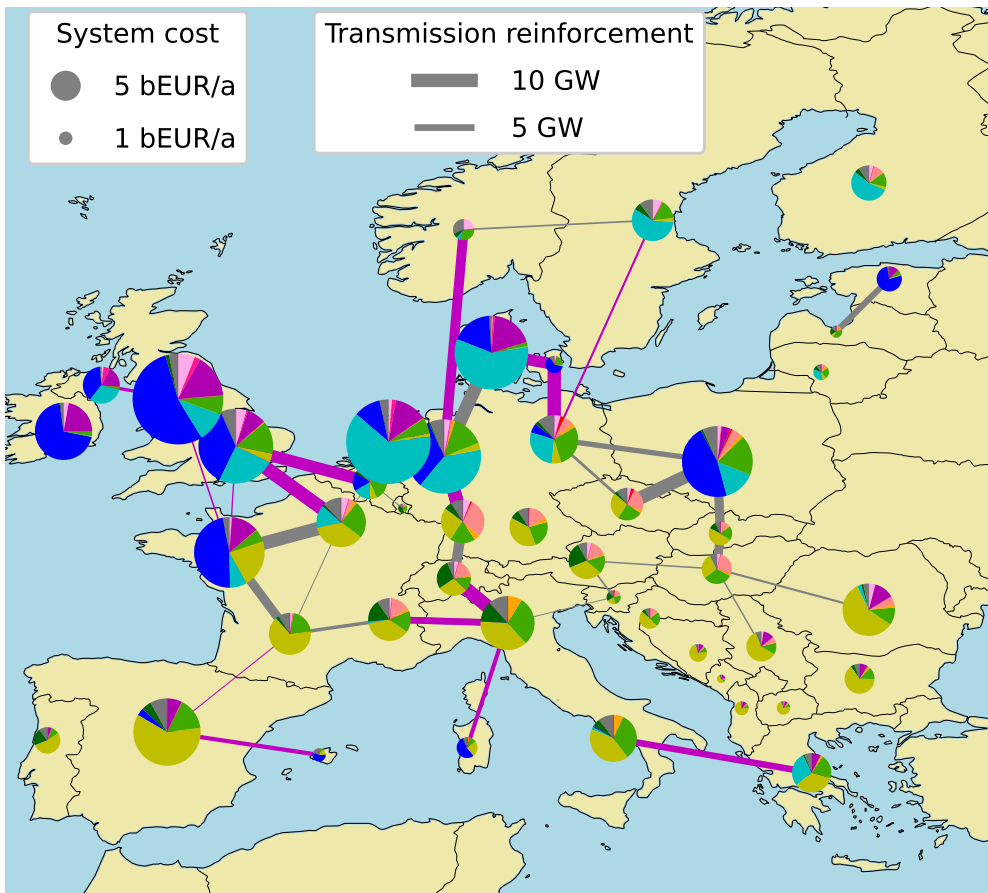 System cost
5 bEUR/a
1 bEUR/a
Transmission reinforcement
10 GW
5 GW